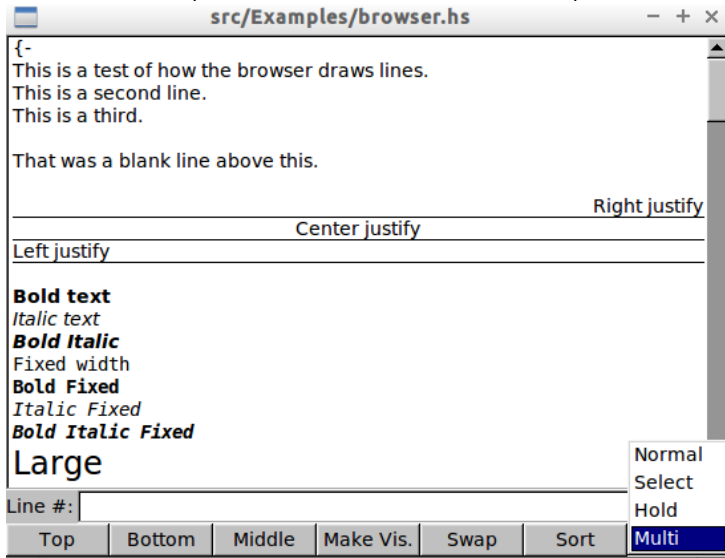 src/Examples/browser.hs
{-
This is a test of how the browser draws lines.
This is a second line.
This is a third.
That was a blank line above this.
Right justify
Center justify
Left justify
Bold text
Italic text
Bold Italic
Fixed width
Bold Fixed
Italic Fixed
Bold Italic Fixed
Large
Normal
Select
Line #:
Hold
Top Bottom Middle Make Vis. Swap Sort Multi